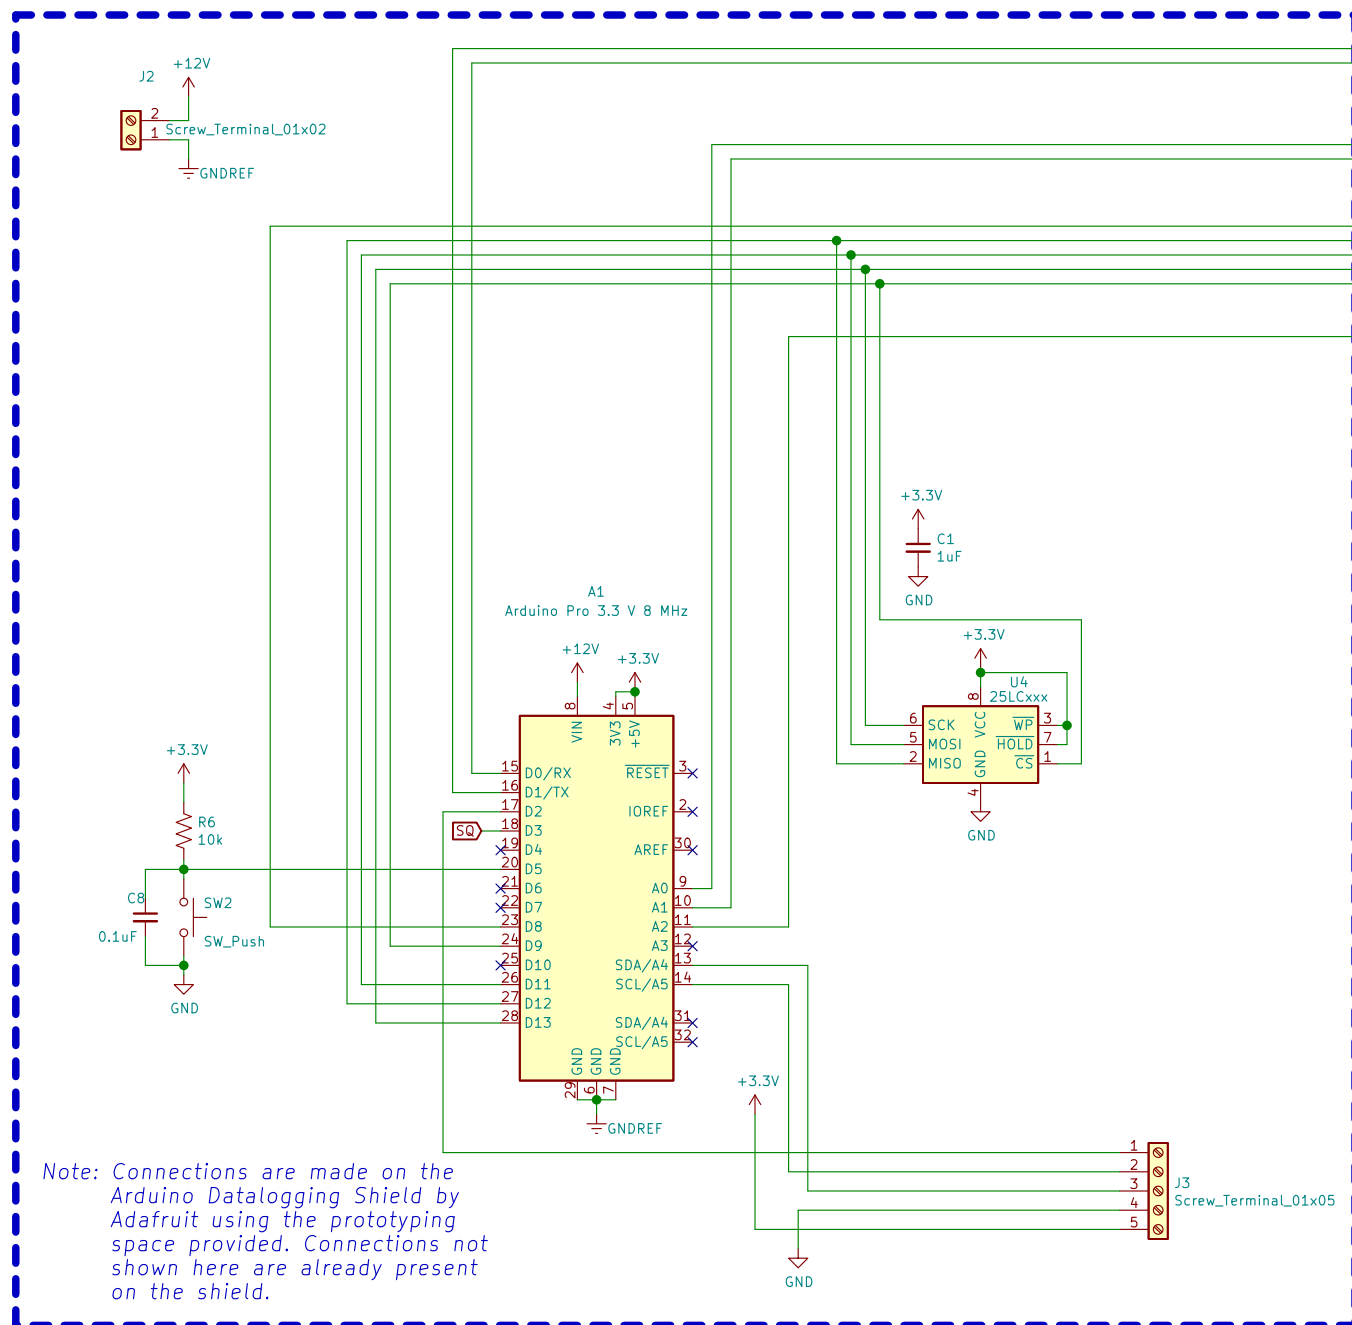 J2
+12V
2
1
Screw_Terminal_01x02
GNDREF
+3.3V
C1
1uF
GND
A1
Arduino Pro 3.3 V 8 MHz
+12V
+3.3V
8
4
5
VIN
3V3
+5V
15 D0/RX
16 D1/TX
17 D2
SQ
18 D3
19 D4
20 D5
21 D6
22 D7
23 D8
24 D9
25 D10
26 D11
27 D12
28 D13
RESET 3
IOREF 2
AREF 30
A0 9
A1 10
A2 11
A3 12
SDA/A4 13
SCL/A5 14
SDA/A4 31
SCL/A5 32
GND
GND
GND
29
6
7
GNDREF
+3.3V
U4
25LCxxx
8
VCC
6 SCK
5 MOSI
2 MISO
WP 3
HOLD 7
CS 1
GND
4
GND
+3.3V
R6
10k
C8
0.1uF
SW2
SW_Push
GND
+3.3V
1
2
3
4
5
J3
Screw_Terminal_01x05
GND
Note: Connections are made on the
Arduino Datalogging Shield by
Adafruit using the prototyping
space provided. Connections not
shown here are already present
on the shield.